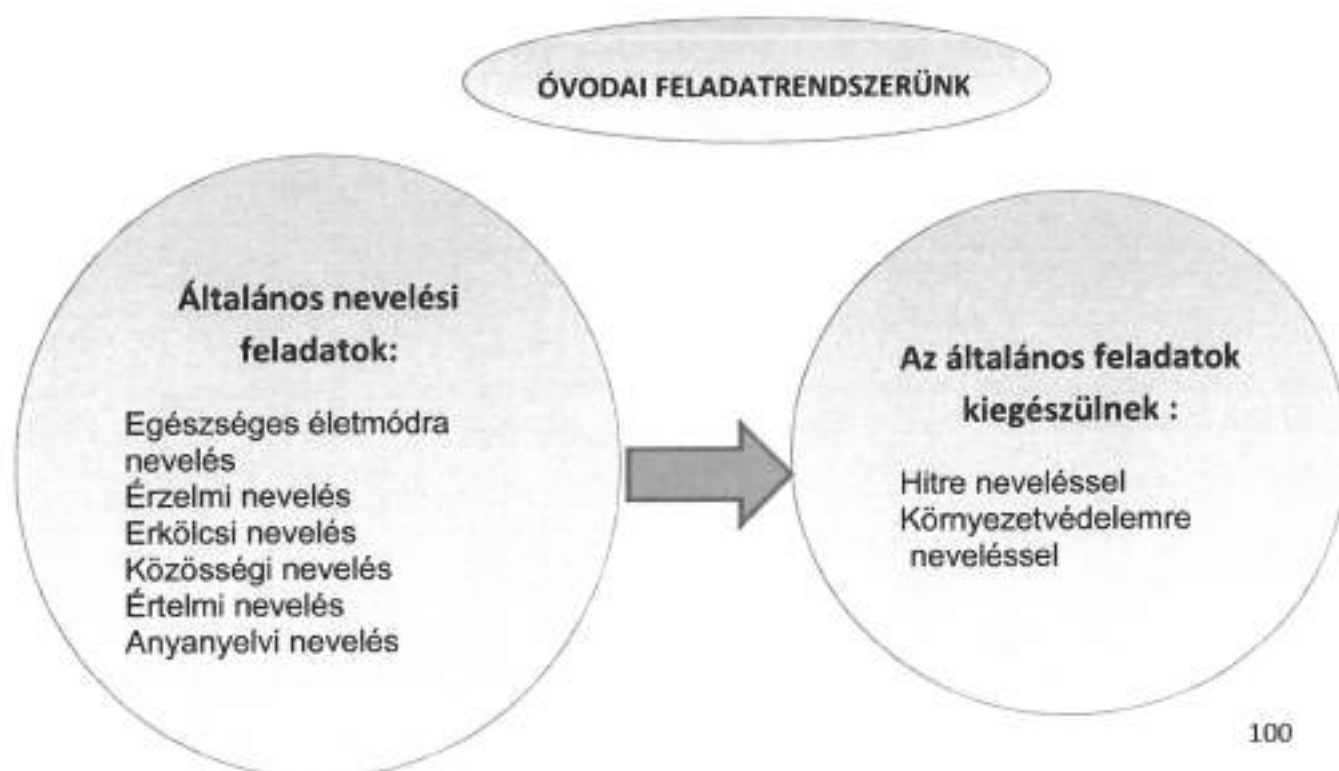 ÓVODAI FELADATRENDSZERÜNK
Általános nevelési
feladatok:
Egészséges életmódra
nevelés
Érzelmi nevelés
Erkölcsi nevelés
Közösségi nevelés
Értelmi nevelés
Anyanyelvi nevelés
Az általános feladatok
kiegészülnek :
Hitre neveléssel
Környezetvédelemre
neveléssel
100